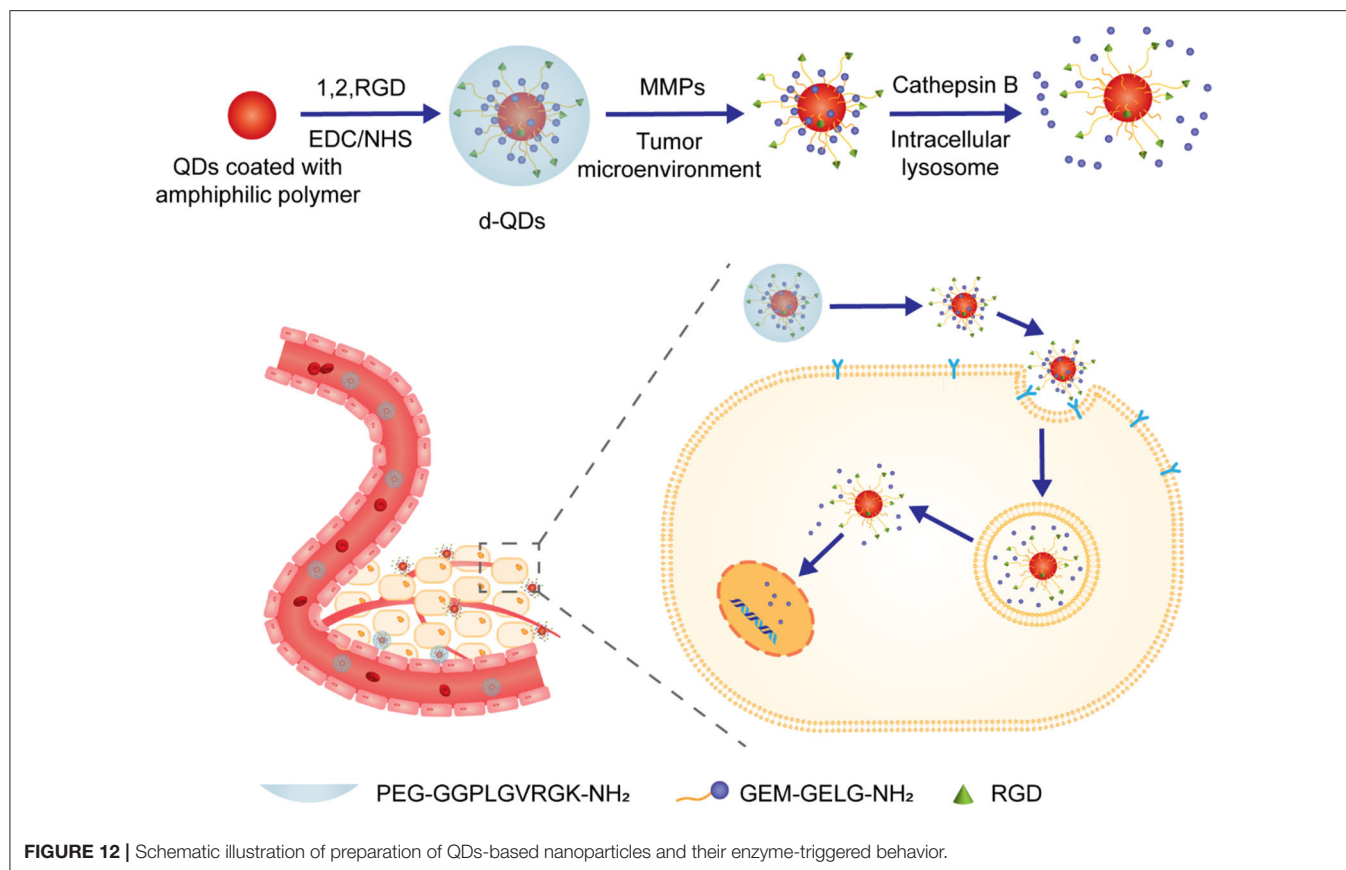 1,2,RGD
EDC/NHS
QDs coated with
amphiphilic polymer
d-QDs
MMPs
Tumor
microenvironment
Cathepsin B
Intracellular
lysosome
PEG-GGPLGVRGK-NH₂
GEM-GELG-NH₂
RGD
FIGURE 12 | Schematic illustration of preparation of QDs-based nanoparticles and their enzyme-triggered behavior.